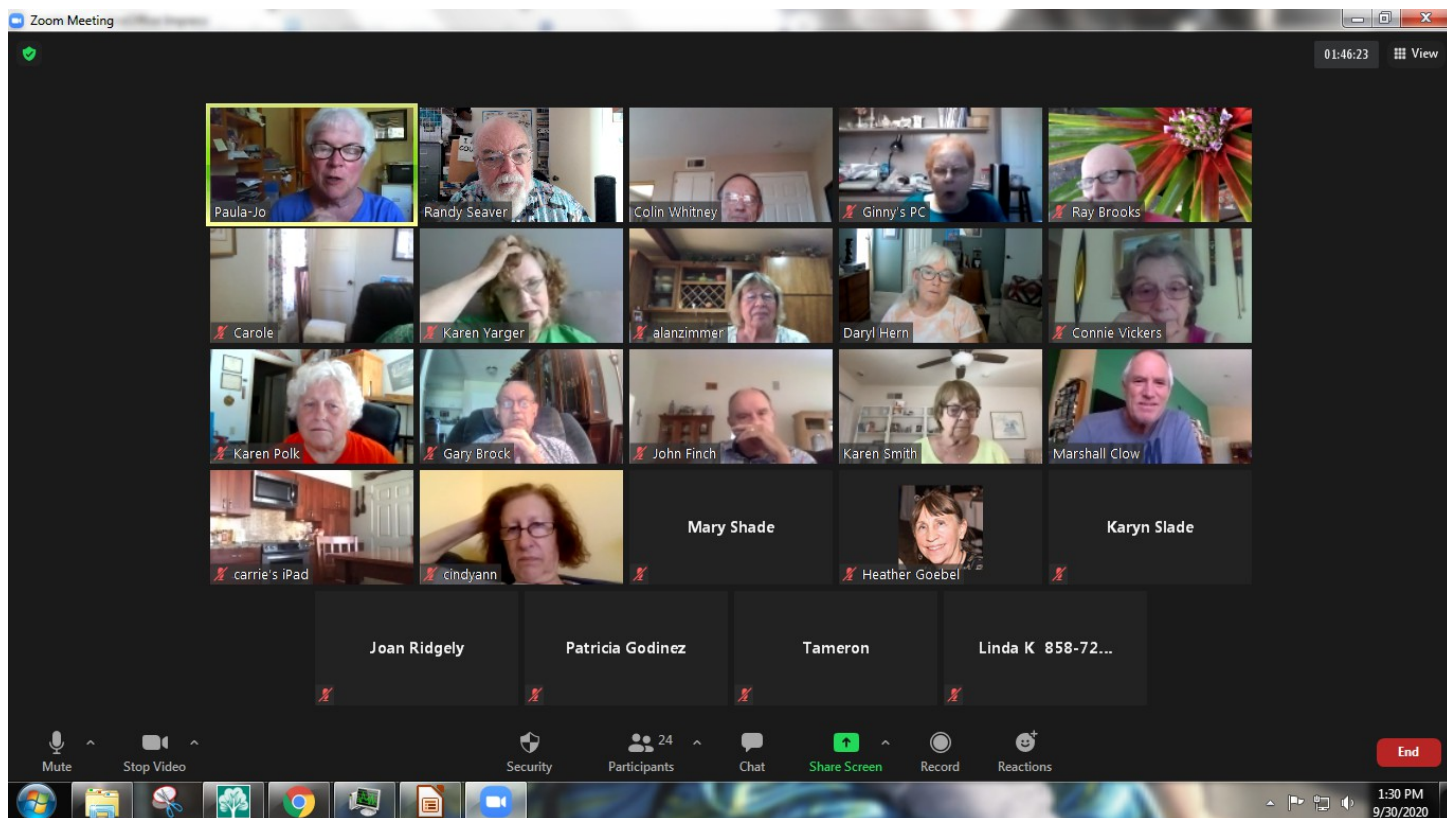 Zoom Meeting
01:46:23 View
Paula-Jo
Randy Seaver
Colin Whitney
Ginny's PC
Ray Brooks
Carole
Karen Yarger
alanzimmer
Daryl Hern
Connie Vickers
Karen Polk
Gary Brock
John Finch
Karen Smith
Marshall Clow
carrie's iPad
cindyann
Mary Shade
Heather Goebel
Karyn Slade
Joan Ridgely
Patricia Godinez
Tameron
Linda K 858-72...
Mute
Stop Video
Security
24
Participants
Chat
Share Screen
Record
Reactions
End
1:30 PM
9/30/2020